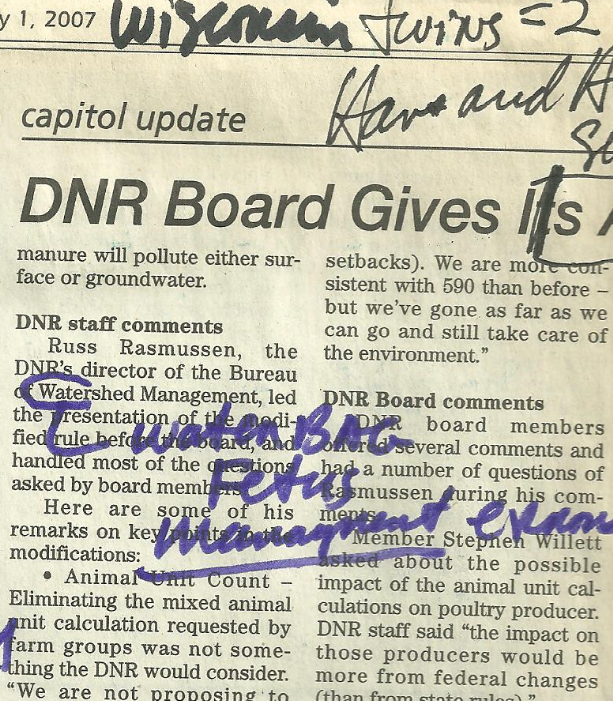 y 1, 2007 Wisconsin twins = 2
capitol update
DNR Board Gives Its
manure will pollute either sur-
face or groundwater.
DNR staff comments
Russ Rasmussen, the
DNR's director of the Bureau
of Watershed Management, led
the presentation of the modi-
fied rule before the board, and
handled most of the questions
asked by board members.
Here are some of his
remarks on key points to the
modifications:
• Animal Unit Count –
Eliminating the mixed animal
unit calculation requested by
farm groups was not some-
thing the DNR would consider.
"We are not proposing to
setbacks). We are more con-
sistent with 590 than before –
but we've gone as far as we
can go and still take care of
the environment."
DNR Board comments
DNR board members
offered several comments and
had a number of questions of
Rasmussen during his com-
ments.
Member Stephen Willett
asked about the possible
impact of the animal unit cal-
culations on poultry producer.
DNR staff said "the impact on
those producers would be
more from federal changes
(than from state rules)."
water BAG
Fetus
Managment